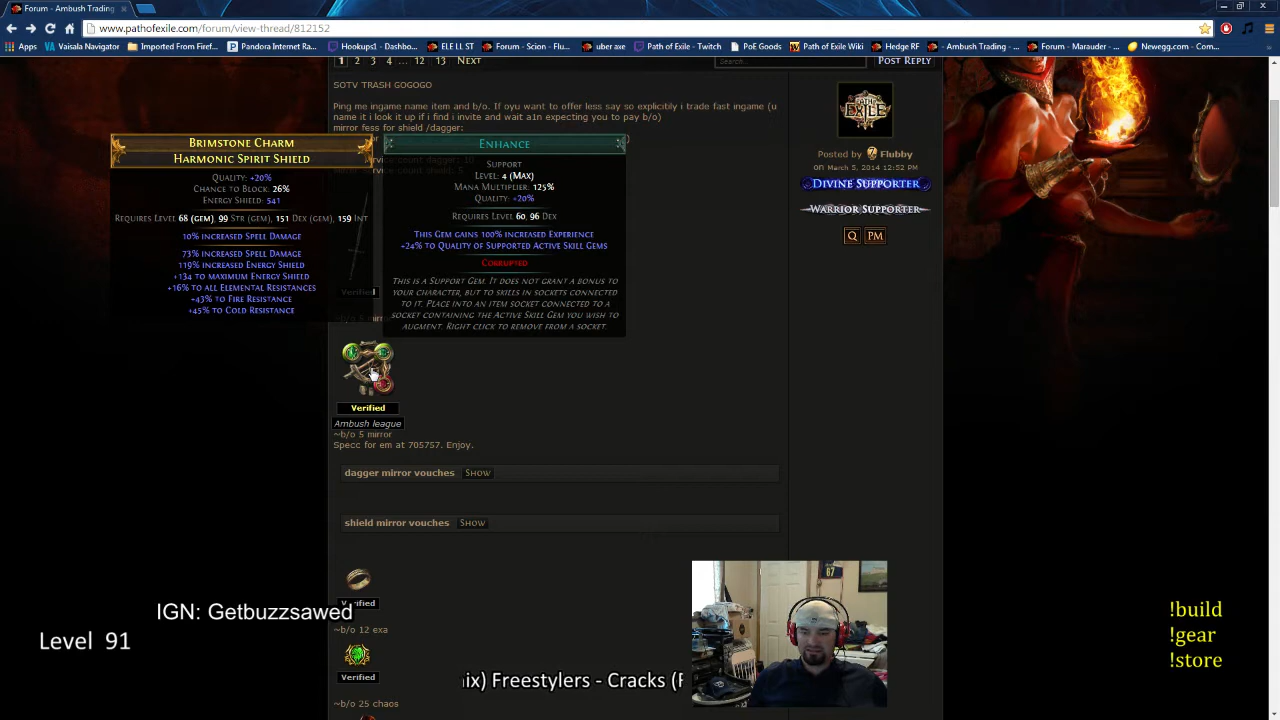 Forum - Ambush Trading
www.pathofexile.com/forum/view-thread/812152
Apps Vaisala Navigator Imported From Firef... Pandora Internet Ra... Hookups1 - Dashbo... ELE LL ST Forum - Scion - Flu... uber axe Path of Exile - Twitch PoE Goods Path of Exile Wiki Hedge RF - Ambush Trading - ... Forum - Marauder - ... Newegg.com - Com...
1 2 3 4 ... 12 13 NEXT
Search...
POST REPLY
SOTV TRASH GOGOGO
Ping me ingame name item and b/o. If oyu want to offer less say so explicitily i trade fast ingame (u
name it i look it up if i find i invite and wait a1n expecting you to pay b/o)
mirror fess for shield /dagger:
BRIMSTONE CHARM
HARMONIC SPIRIT SHIELD
QUALITY: +20%
CHANCE TO BLOCK: 26%
ENERGY SHIELD: 541
REQUIRES LEVEL 68 (GEM), 99 STR (GEM), 151 DEX (GEM), 159 INT
10% INCREASED SPELL DAMAGE
73% INCREASED SPELL DAMAGE
119% INCREASED ENERGY SHIELD
+134 TO MAXIMUM ENERGY SHIELD
+16% TO ALL ELEMENTAL RESISTANCES
+43% TO FIRE RESISTANCE
+45% TO COLD RESISTANCE
ENHANCE
SUPPORT
LEVEL: 4 (MAX)
MANA MULTIPLIER: 125%
QUALITY: +20%
REQUIRES LEVEL 60, 96 DEX
THIS GEM GAINS 100% INCREASED EXPERIENCE
+24% TO QUALITY OF SUPPORTED ACTIVE SKILL GEMS
CORRUPTED
THIS IS A SUPPORT GEM. IT DOES NOT GRANT A BONUS TO
YOUR CHARACTER, BUT TO SKILLS IN SOCKETS CONNECTED
TO IT. PLACE INTO AN ITEM SOCKET CONNECTED TO A
SOCKET CONTAINING THE ACTIVE SKILL GEM YOU WISH TO
AUGMENT. RIGHT CLICK TO REMOVE FROM A SOCKET.
Verified
~b/o 5 mirr
Verified
Ambush league
~b/o 5 mirror
Specc for em at 705757. Enjoy.
dagger mirror vouches SHOW
shield mirror vouches SHOW
Verified
~b/o 12 exa
Verified
~b/o 25 chaos
PATH OF EXILE
Posted by Flubby
on March 5, 2014 12:52 PM
DIVINE SUPPORTER
WARRIOR SUPPORTER
Q PM
IGN: Getbuzzsawed
Level 91
ix) Freestylers - Cracks (F
87
!build
!gear
!store